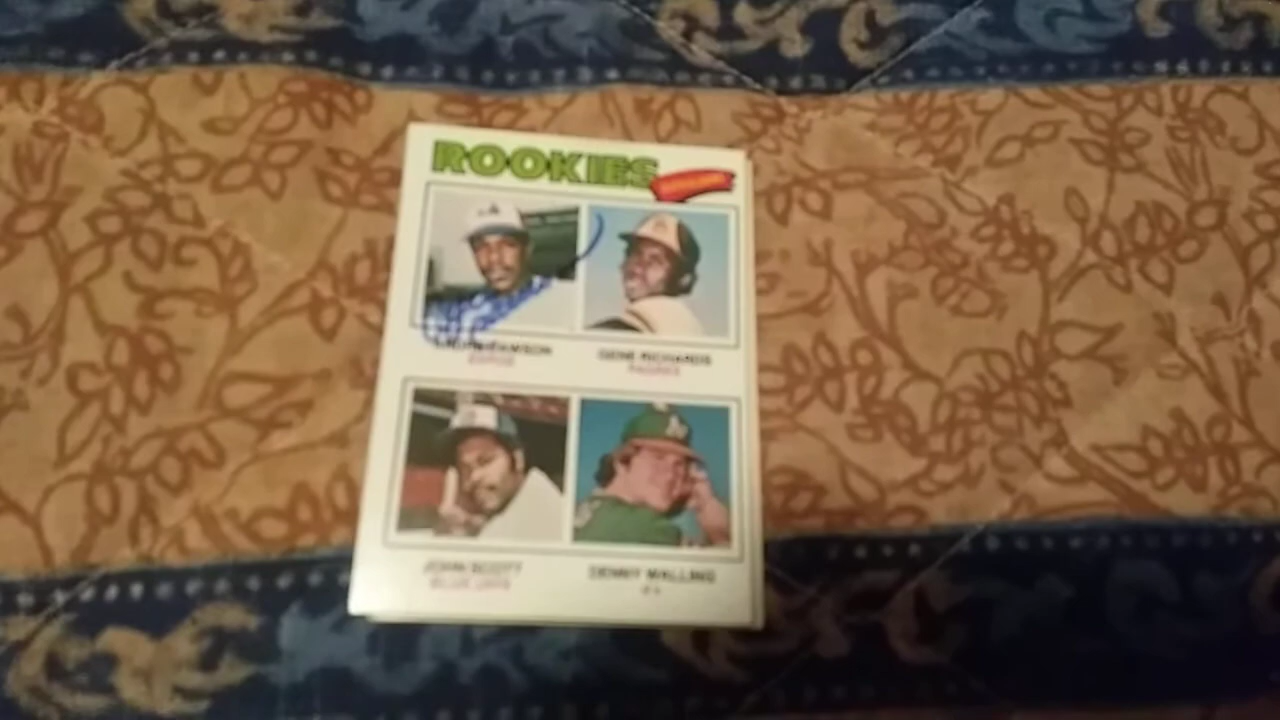 ROOKIES
GENE RICHARDS
PADRES
JOHN SCOTT
BLUE JAYS
DENNY WALLING
A's